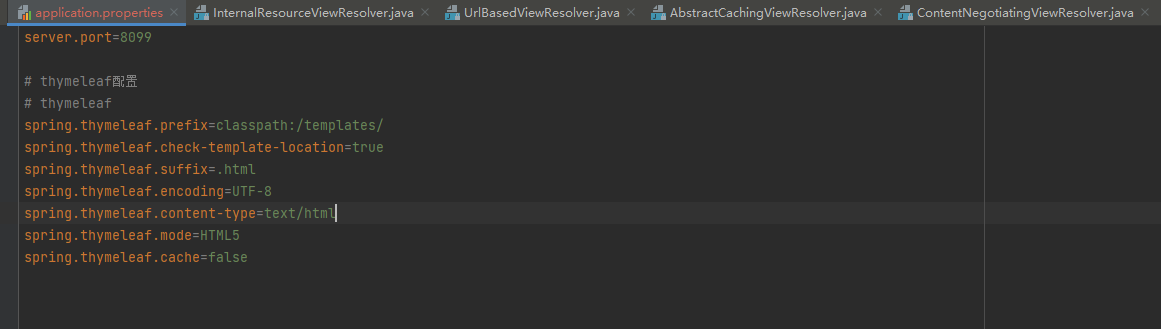 application.properties
InternalResourceViewResolver.java
UrlBasedViewResolver.java
AbstractCachingViewResolver.java
ContentNegotiatingViewResolver.java
server.port=8099
# thymeleaf配置
# thymeleaf
spring.thymeleaf.prefix=classpath:/templates/
spring.thymeleaf.check-template-location=true
spring.thymeleaf.suffix=.html
spring.thymeleaf.encoding=UTF-8
spring.thymeleaf.content-type=text/html
spring.thymeleaf.mode=HTML5
spring.thymeleaf.cache=false